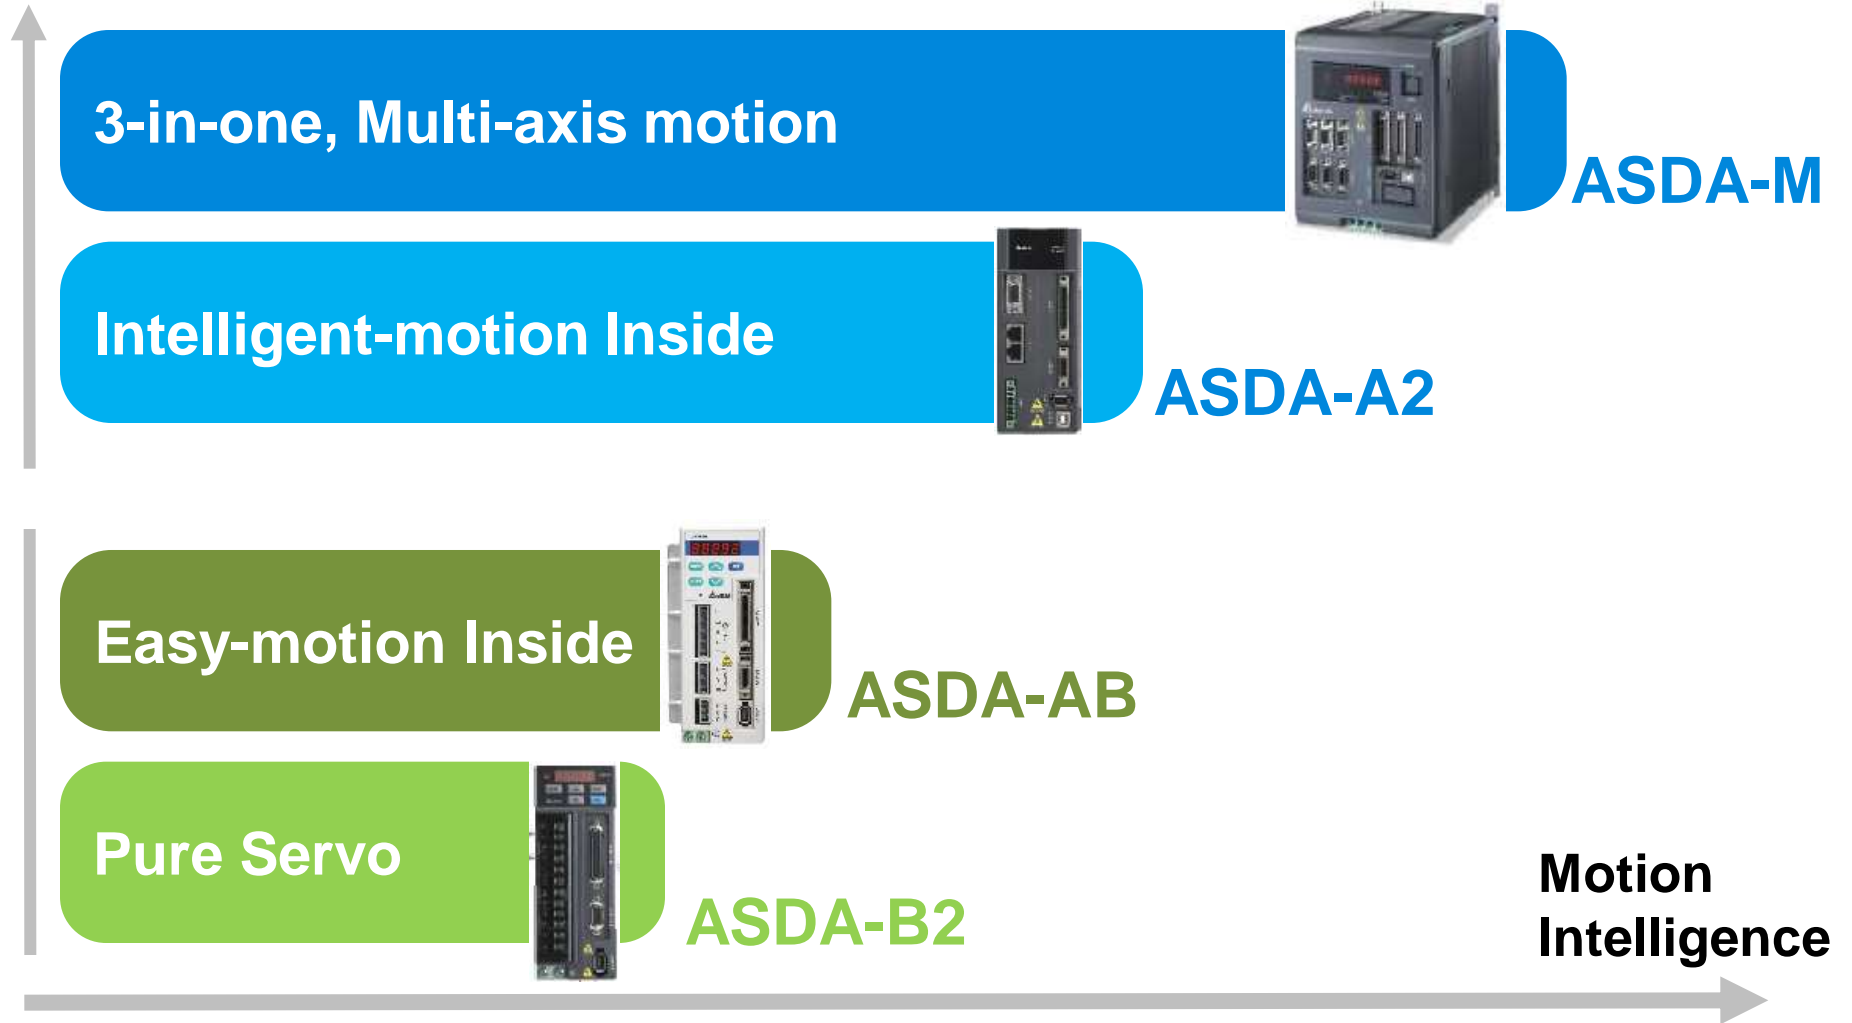 3-in-one, Multi-axis motion
ASDA-M
Intelligent-motion Inside
ASDA-A2
Easy-motion Inside
ASDA-AB
Pure Servo
ASDA-B2
Motion
Intelligence